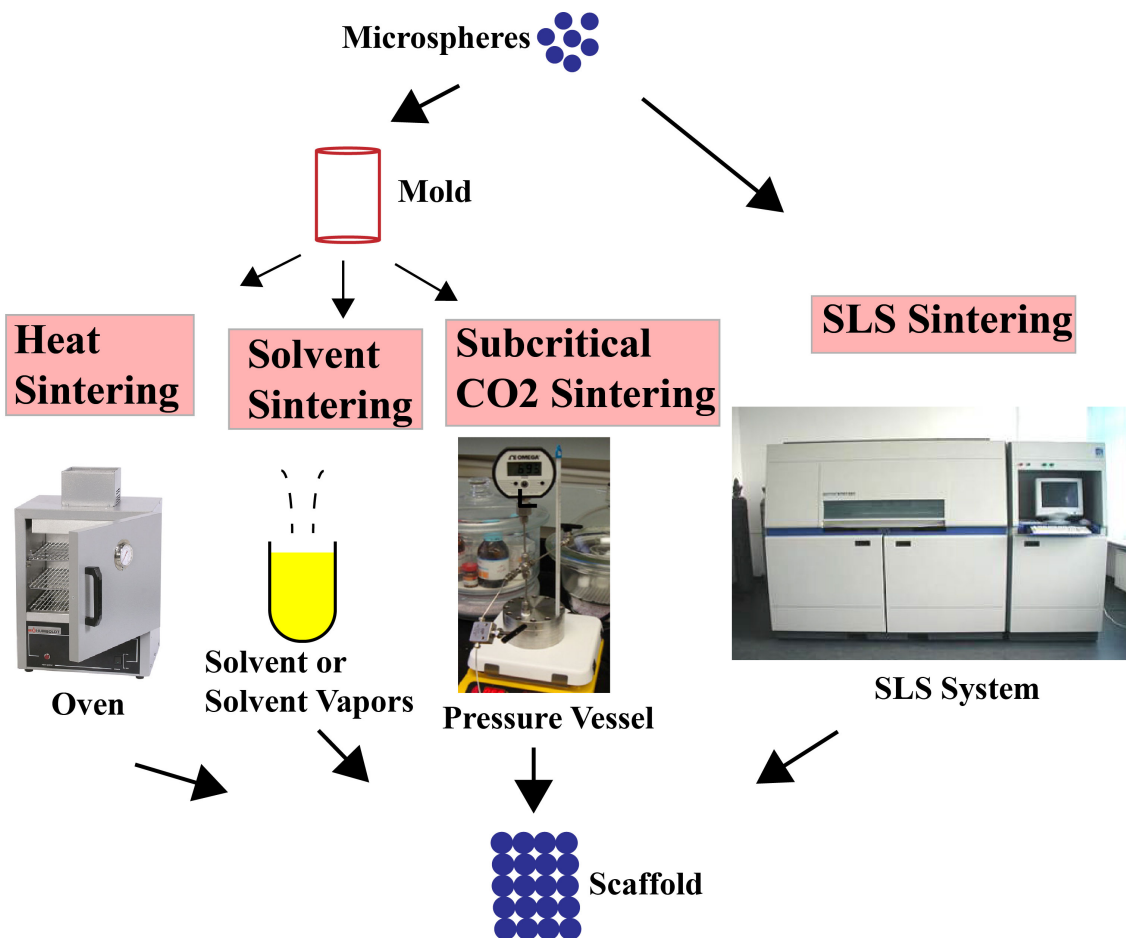 Microspheres
Mold
Heat
Sintering
Solvent
Sintering
Subcritical
CO2 Sintering
SLS Sintering
OMEGA
Oven
Solvent or
Solvent Vapors
Pressure Vessel
SLS System
Scaffold